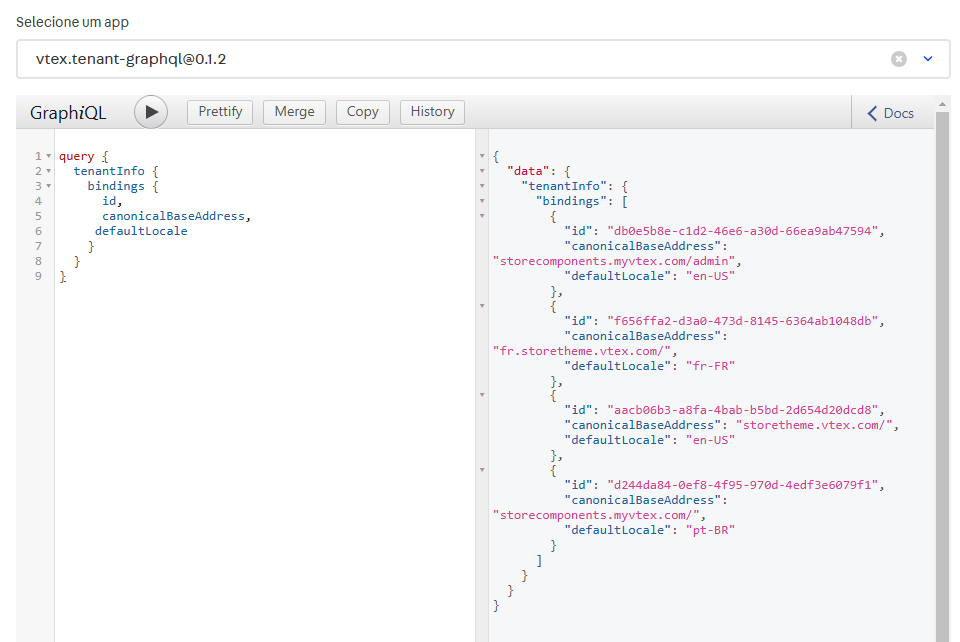 Selecione um app
vtex.tenant-graphql@0.1.2
GraphiQL Prettify Merge Copy History Docs
1 query {
2 tenantInfo {
3 bindings {
4 id,
5 canonicalBaseAddress,
6 defaultLocale
7 }
8 }
9 }
{
"data": {
"tenantInfo": {
"bindings": [
{
"id": "db0e5b8e-c1d2-46e6-a30d-66ea9ab47594",
"canonicalBaseAddress":
"storecomponents.myvtex.com/admin",
"defaultLocale": "en-US"
},
{
"id": "f656ffa2-d3a0-473d-8145-6364ab1048db",
"canonicalBaseAddress":
"fr.storetheme.vtex.com/",
"defaultLocale": "fr-FR"
},
{
"id": "aacb06b3-a8fa-4bab-b5bd-2d654d20dcd8",
"canonicalBaseAddress": "storetheme.vtex.com/",
"defaultLocale": "en-US"
},
{
"id": "d244da84-0ef8-4f95-970d-4edf3e6079f1",
"canonicalBaseAddress":
"storecomponents.myvtex.com/",
"defaultLocale": "pt-BR"
}
]
}
}
}